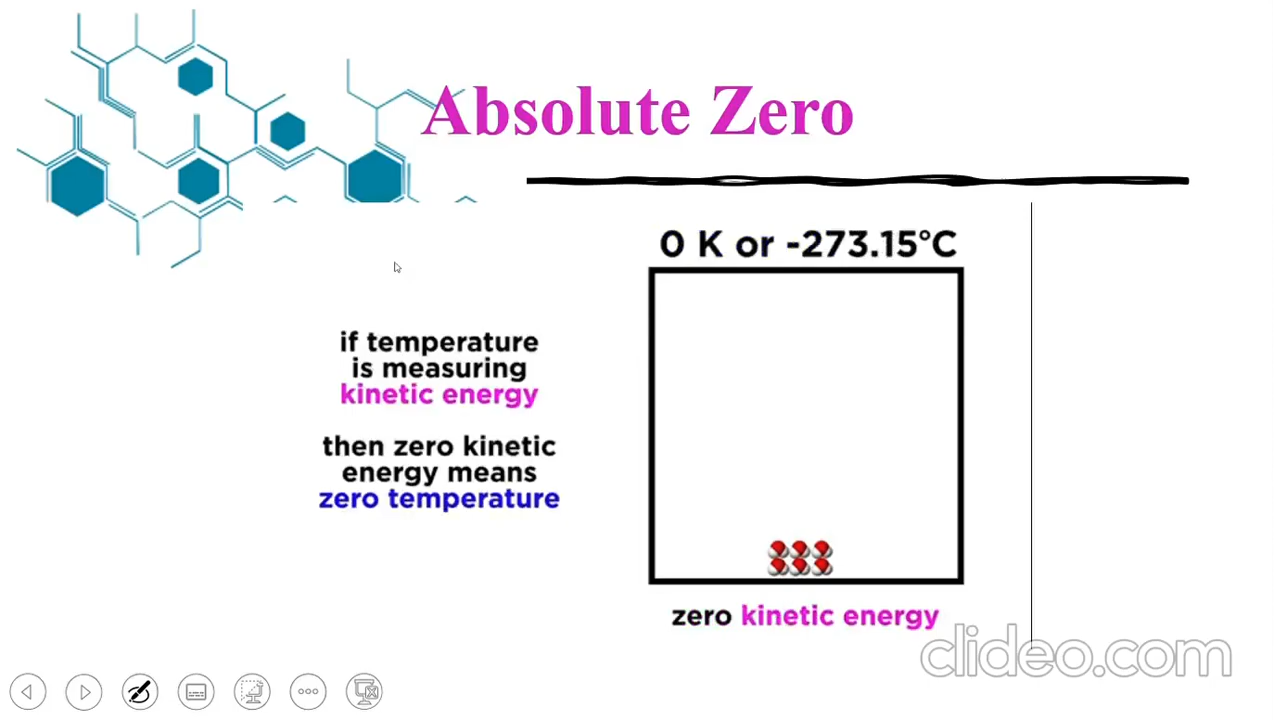 Absolute Zero
0 K or -273.15°C
if temperature
is measuring
kinetic energy
then zero kinetic
energy means
zero temperature
zero kinetic energy
clideo.com